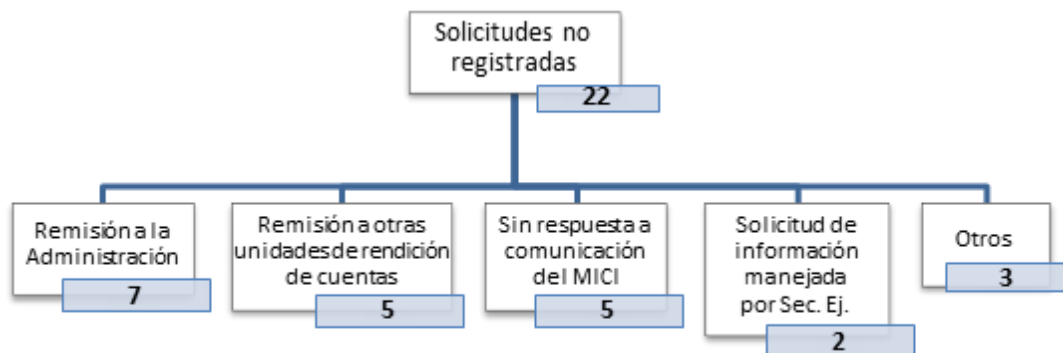 Solicitudes no
registradas
22
Remisión a la
Administración
7
Remisión a otras
unidades de rendición
de cuentas
5
Sin respuesta a
comunicación
del MICI
5
Solicitud de
información
manejada
por Sec. Ej.
2
Otros
3